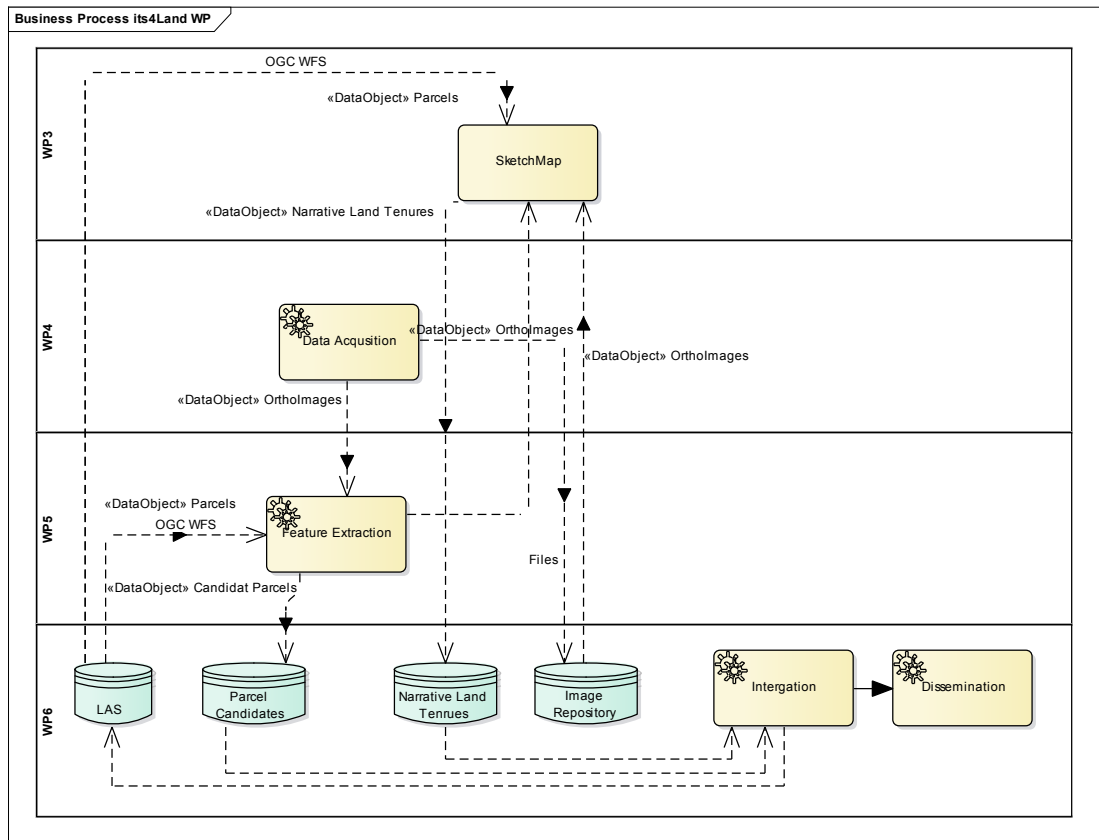 Business Process its4Land WP
OGC WFS
«DataObject» Parcels
WP3
SketchMap
«DataObject» Narrative Land Tenures
WP4
Data Acqusition
«DataObject» OrthoImages
«DataObject» OrthoImages
«DataObject» OrthoImages
WP5
«DataObject» Parcels
OGC WFS
Feature Extraction
Files
«DataObject» Candidat Parcels
WP6
LAS
Parcel
Candidates
Narrative Land
Tenrues
Image
Repository
Intergation
Dissemination